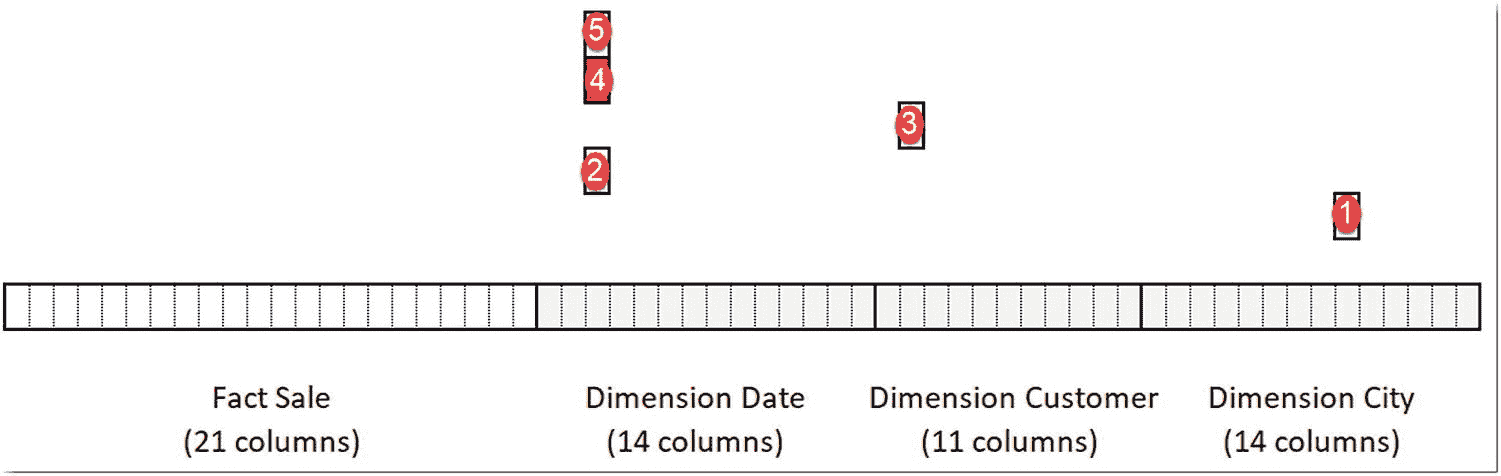 5
4
3
2
1
Fact Sale
(21 columns)
Dimension Date
(14 columns)
Dimension Customer
(11 columns)
Dimension City
(14 columns)